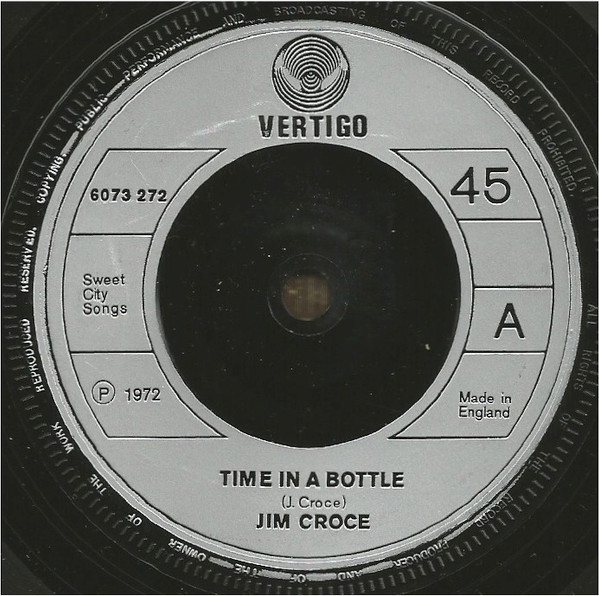 VERTIGO
6073 272
45
Sweet
City
Songs
A
Ⓟ 1972
Made in
England
TIME IN A BOTTLE
(J. Croce)
JIM CROCE
ALL RIGHTS OF THE RECORD PRODUCER AND OF THE OWNER OF THE WORK REPRODUCED RESERVED. COPYING, PUBLIC PERFORMANCE AND BROADCASTING OF THIS RECORD PROHIBITED